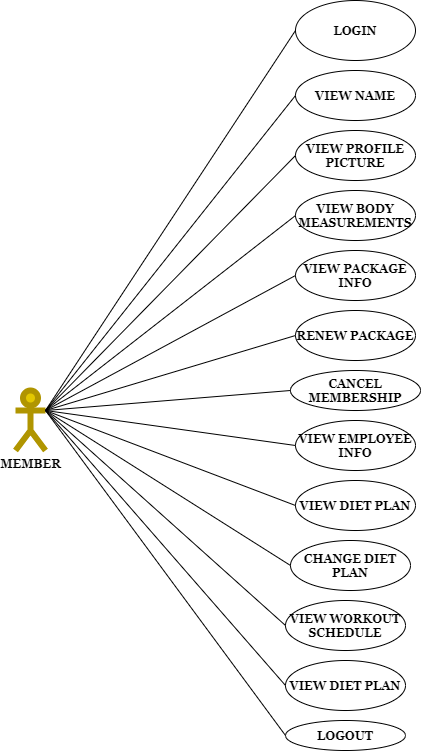 LOGIN
VIEW NAME
VIEW PROFILE
PICTURE
VIEW BODY
MEASUREMENTS
VIEW PACKAGE
INFO
RENEW PACKAGE
CANCEL
MEMBERSHIP
VIEW EMPLOYEE
INFO
MEMBER
VIEW DIET PLAN
CHANGE DIET
PLAN
VIEW WORKOUT
SCHEDULE
VIEW DIET PLAN
LOGOUT